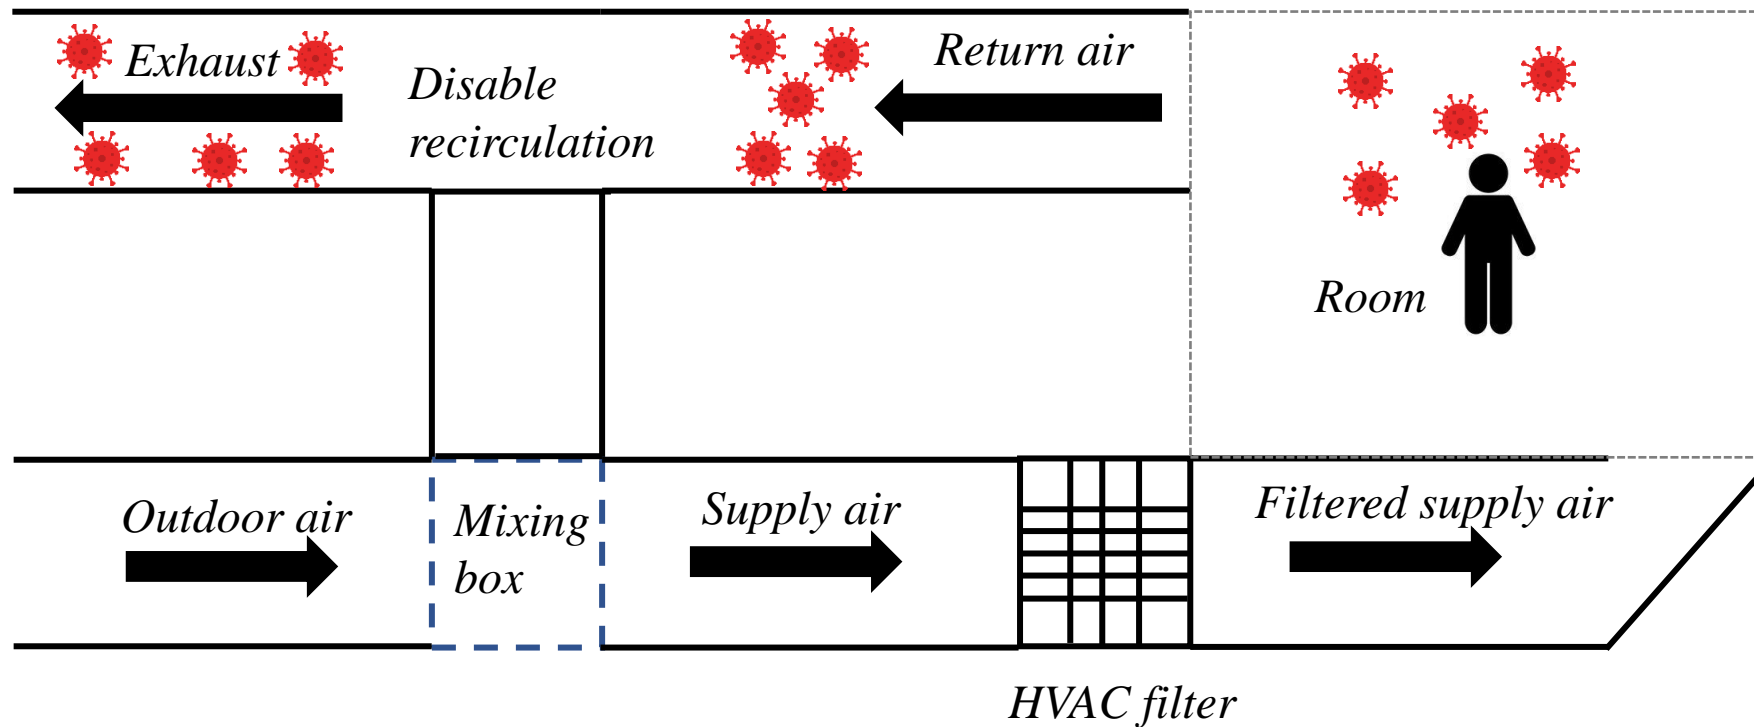 Exhaust
Disable
recirculation
Return air
Room
Outdoor air
Mixing
box
Supply air
Filtered supply air
HVAC filter